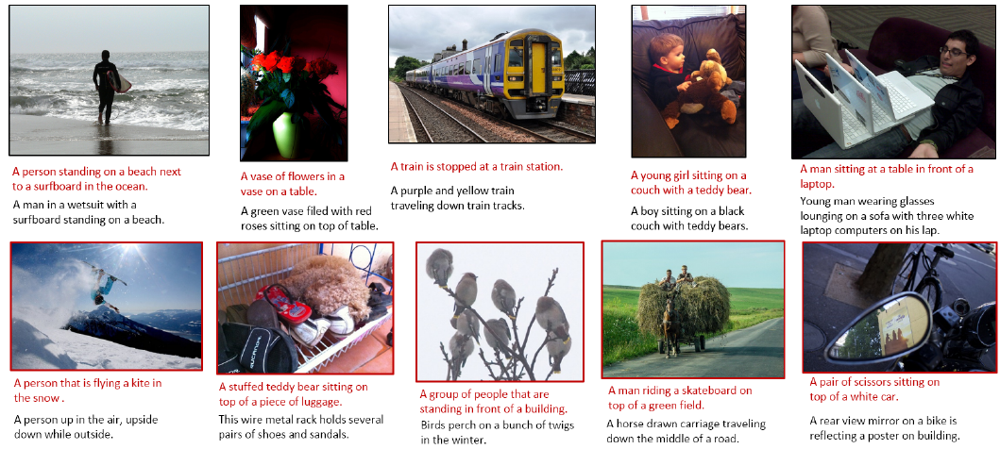 A person standing on a beach next
to a surfboard in the ocean.
A man in a wetsuit with a
surfboard standing on a beach.
A vase of flowers in a
vase on a table.
A green vase filed with red
roses sitting on top of table.
A train is stopped at a train station.
A purple and yellow train
traveling down train tracks.
A young girl sitting on a
couch with a teddy bear.
A boy sitting on a black
couch with teddy bears.
A man sitting at a table in front of a
laptop.
Young man wearing glasses
lounging on a sofa with three white
laptop computers on his lap.
A person that is flying a kite in
the snow .
A person up in the air, upside
down while outside.
A stuffed teddy bear sitting on
top of a piece of luggage.
This wire metal rack holds several
pairs of shoes and sandals.
A group of people that are
standing in front of a building.
Birds perch on a bunch of twigs
in the winter.
A man riding a skateboard on
top of a green field.
A horse drawn carriage traveling
down the middle of a road.
A pair of scissors sitting on
top of a white car.
A rear view mirror on a bike is
reflecting a poster on building.